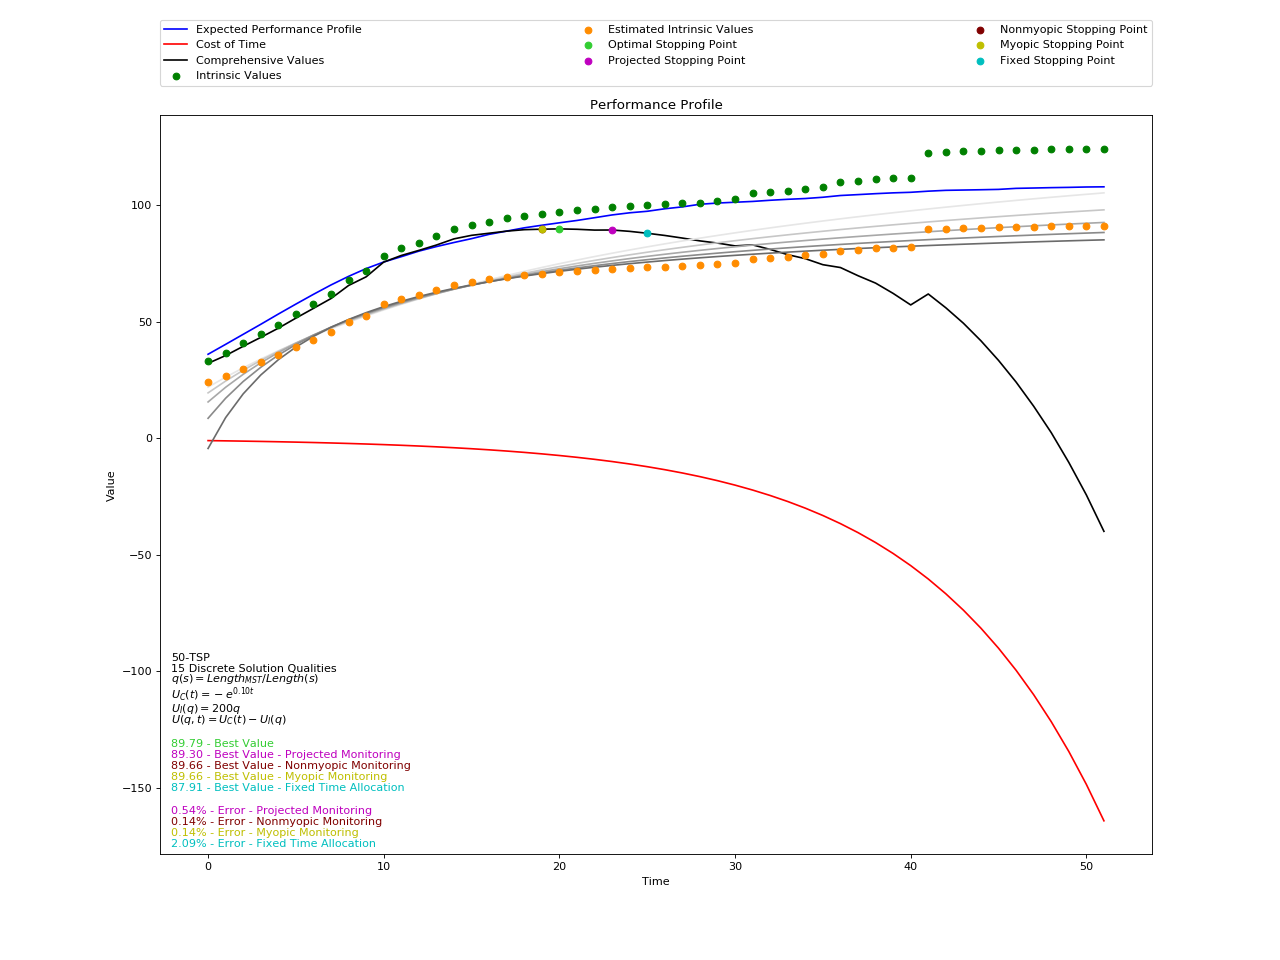 Expected Performance Profile
Cost of Time
Comprehensive Values
Intrinsic Values
Estimated Intrinsic Values
Optimal Stopping Point
Projected Stopping Point
Nonmyopic Stopping Point
Myopic Stopping Point
Fixed Stopping Point
Performance Profile
100
50
0
−50
−100
−150
Value
50-TSP
15 Discrete Solution Qualities
q(s) = Length_{MST}/Length(s)
U_C(t) = −e^{0.10t}
U_I(q) = 200q
U(q, t) = U_C(t) − U_I(q)
89.79 - Best Value
89.30 - Best Value - Projected Monitoring
89.66 - Best Value - Nonmyopic Monitoring
89.66 - Best Value - Myopic Monitoring
87.91 - Best Value - Fixed Time Allocation
0.54% - Error - Projected Monitoring
0.14% - Error - Nonmyopic Monitoring
0.14% - Error - Myopic Monitoring
2.09% - Error - Fixed Time Allocation
0 10 20 30 40 50
Time